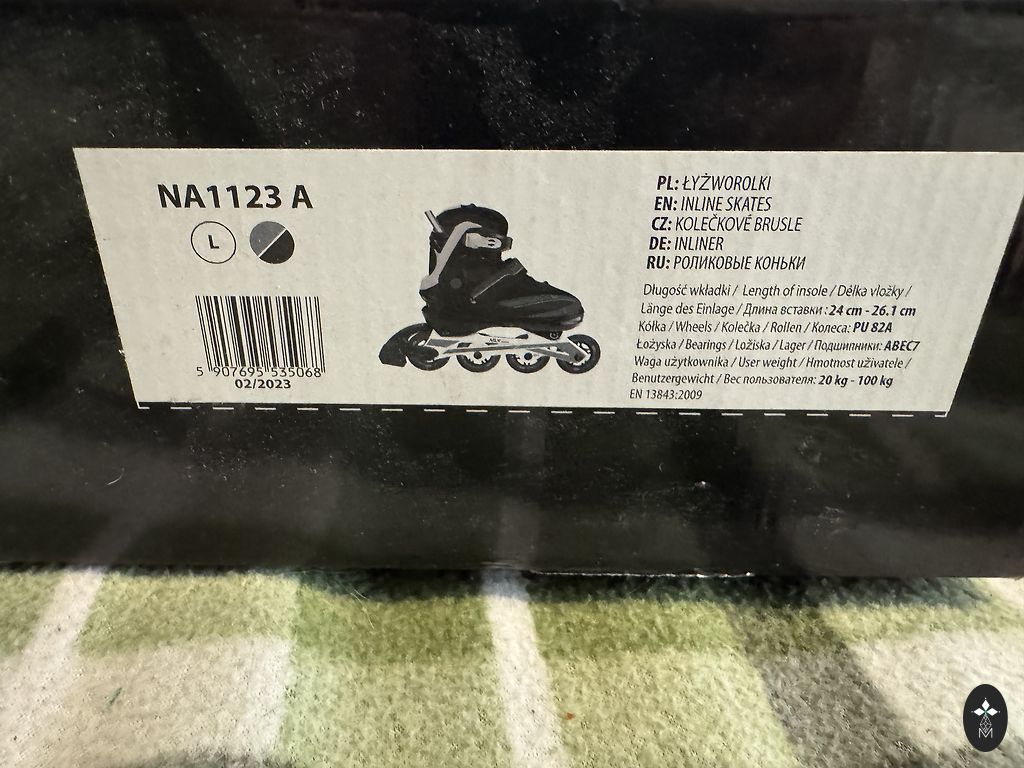 NA1123 A
L
5 907695 535068
02/2023
PL: ŁYŻWOROLKI
EN: INLINE SKATES
CZ: KOLEČKOVÉ BRUSLE
DE: INLINER
RU: РОЛИКОВЫЕ КОНЬКИ
Długość wkładki / Length of insole / Délka vložky /
Länge des Einlage / Длина вставки : 24 cm - 26.1 cm
Kółka / Wheels / Kolečka / Rollen / Колеса: PU 82A
Łożyska / Bearings / Ložiska / Lager / Подшипники: ABEC7
Waga użytkownika / User weight / Hmotnost uživatele /
Benutzergewicht / Вес пользователя: 20 kg - 100 kg
EN 13843:2009
M